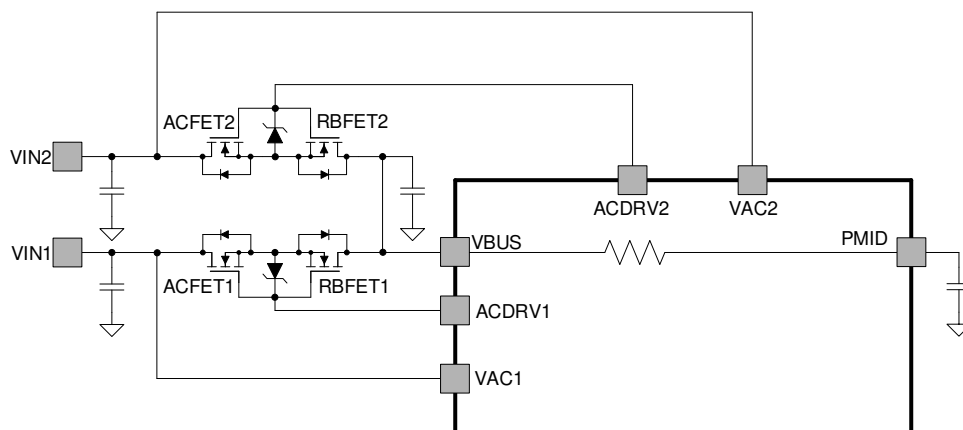 ACFET2
RBFET2
VIN2
ACDRV2
VAC2
VIN1
VBUS
PMID
ACFET1
RBFET1
ACDRV1
VAC1